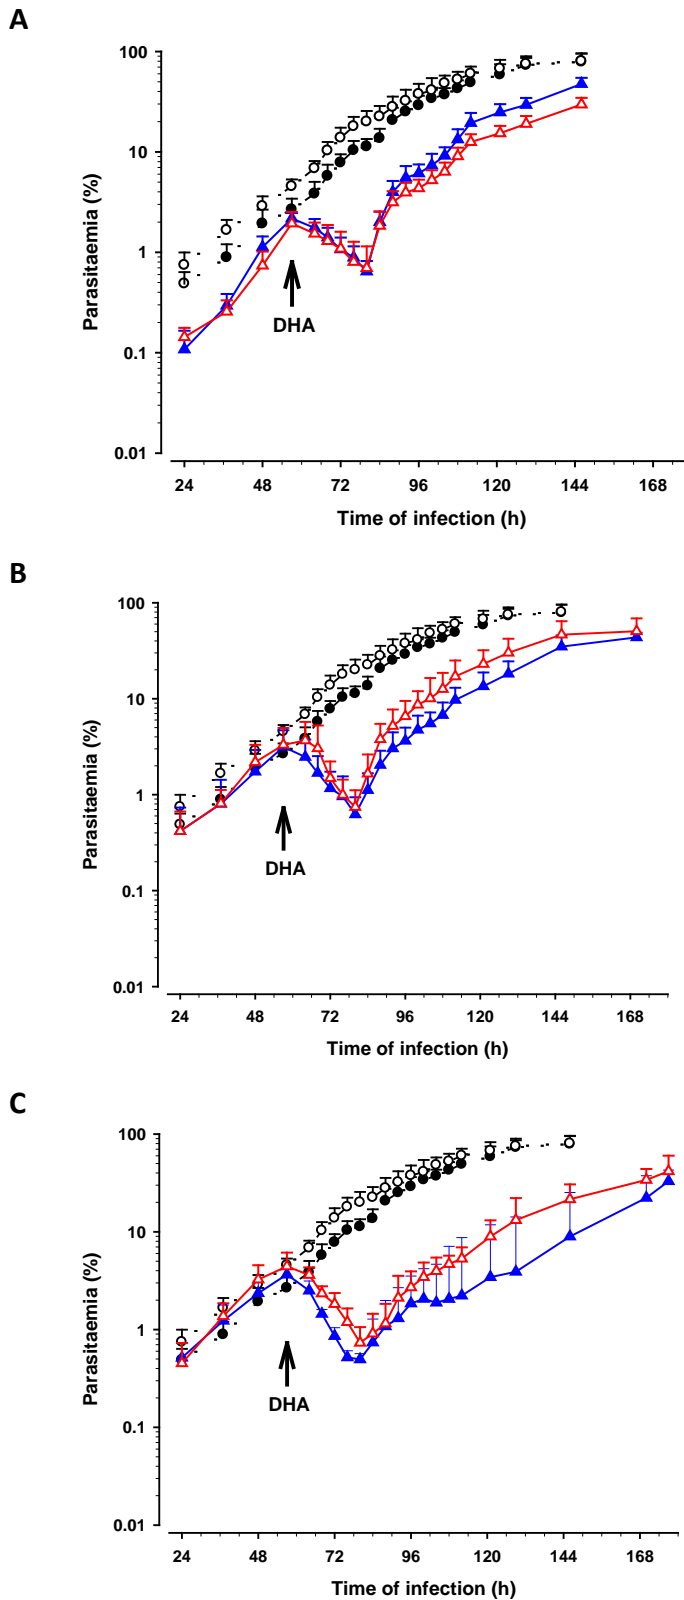 A
100
10
1
0.1
0.01
Parasitaemia (%)
DHA
24 48 72 96 120 144 168
Time of infection (h)
B
100
10
1
0.1
0.01
Parasitaemia (%)
DHA
24 48 72 96 120 144 168
Time of infection (h)
C
100
10
1
0.1
0.01
Parasitaemia (%)
DHA
24 48 72 96 120 144 168
Time of infection (h)